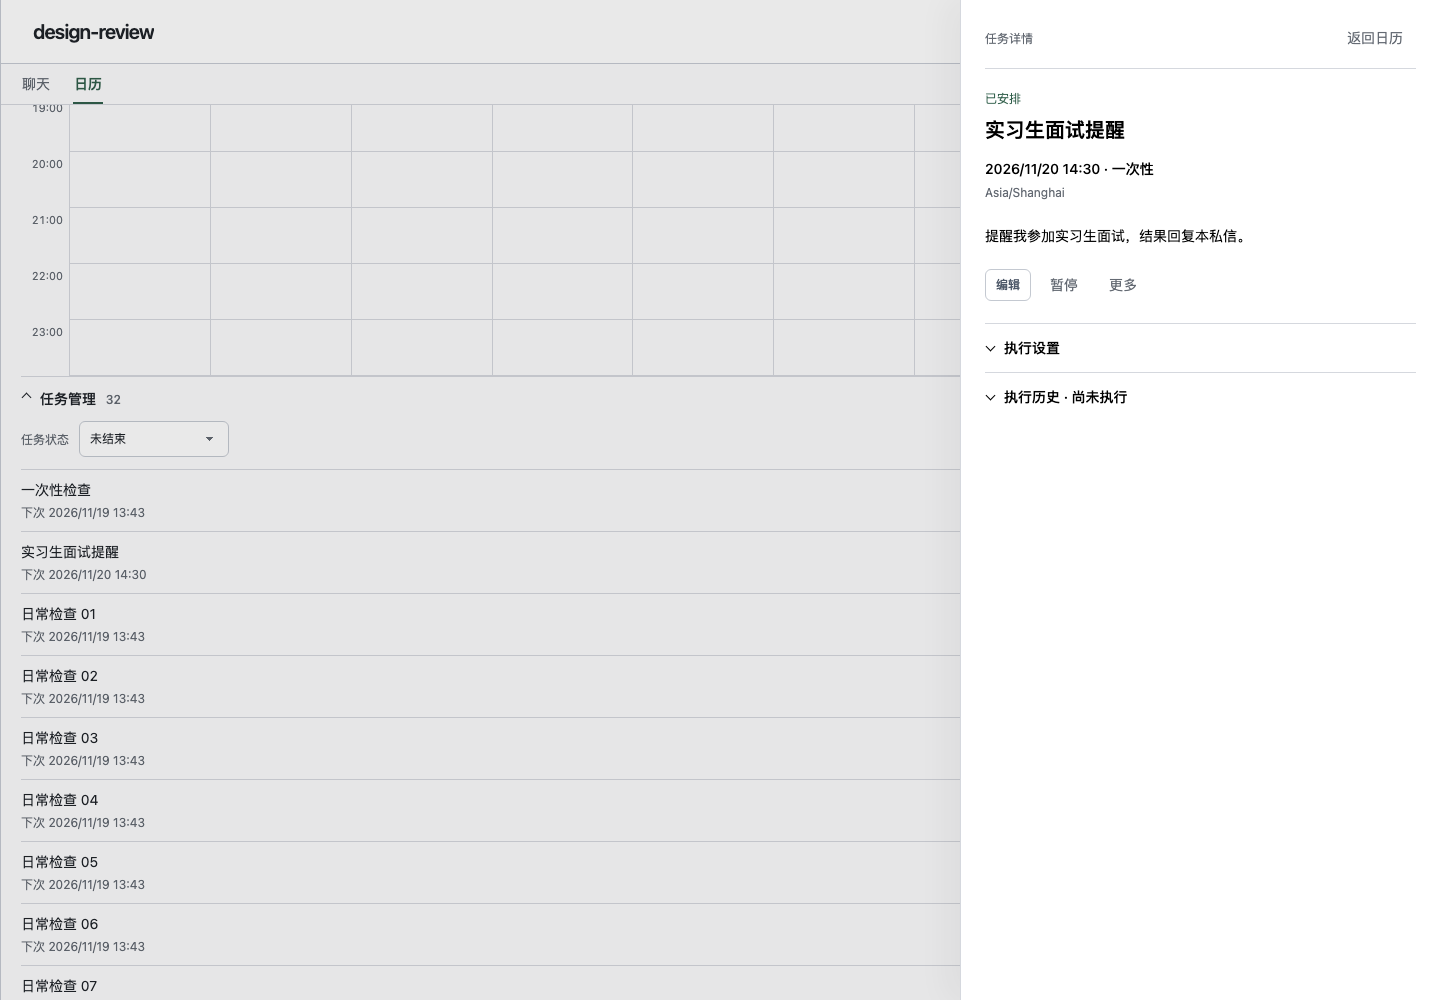 design-review
聊天 日历
19:00
20:00
21:00
22:00
23:00
任务管理 32
任务状态 未结束
一次性检查
下次 2026/11/19 13:43
实习生面试提醒
下次 2026/11/20 14:30
日常检查 01
下次 2026/11/19 13:43
日常检查 02
下次 2026/11/19 13:43
日常检查 03
下次 2026/11/19 13:43
日常检查 04
下次 2026/11/19 13:43
日常检查 05
下次 2026/11/19 13:43
日常检查 06
下次 2026/11/19 13:43
日常检查 07
任务详情 返回日历
已安排
实习生面试提醒
2026/11/20 14:30 · 一次性
Asia/Shanghai
提醒我参加实习生面试，结果回复本私信。
编辑 暂停 更多
执行设置
执行历史 · 尚未执行